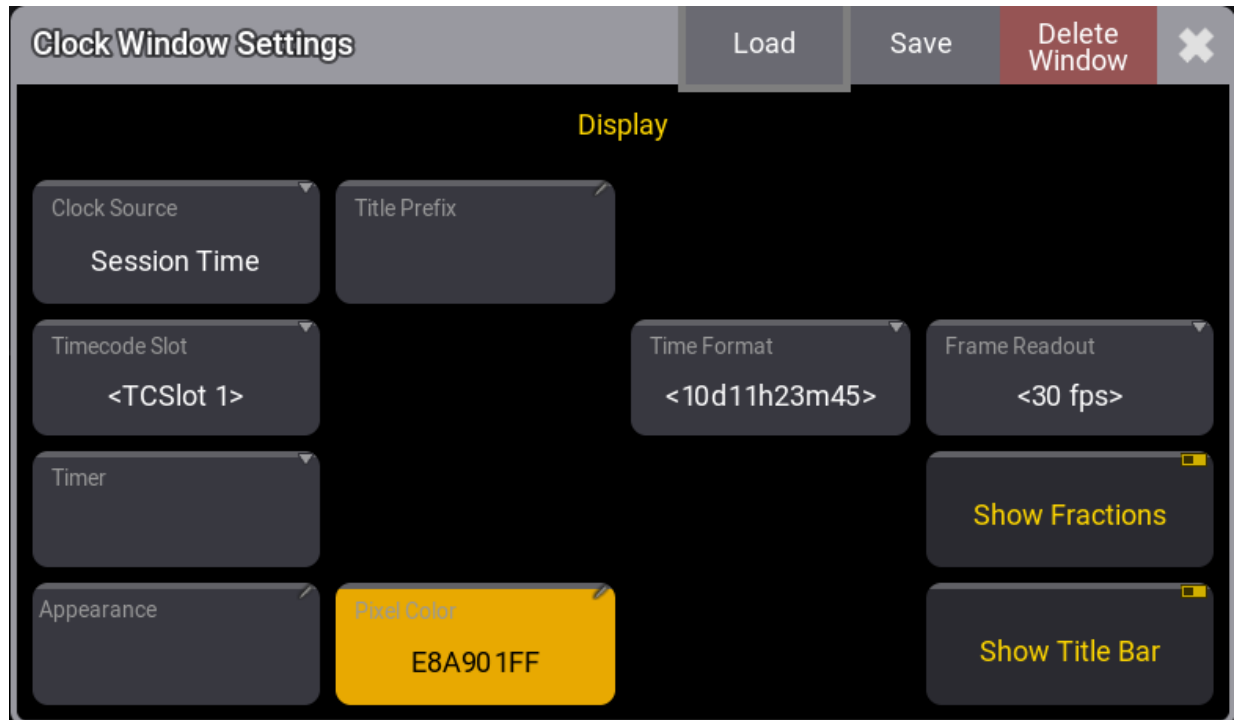 Clock Window Settings
Load
Save
Delete
Window
Display
Clock Source
Session Time
Title Prefix
Timecode Slot
<TCSlot 1>
Time Format
<10d11h23m45>
Frame Readout
<30 fps>
Timer
Show Fractions
Appearance
Pixel Color
E8A901FF
Show Title Bar